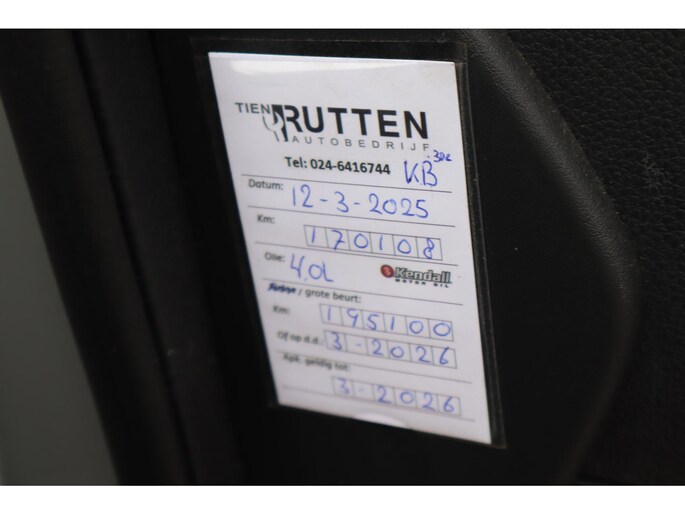 TIEN RUTTEN
AUTOBEDRIJF
Tel: 024-6416744 KB
Datum: 12-3-2025
Km: 170108
Olie: 4,0L Kendall
MOTOR OIL
/ grote beurt:
Km: 195100
Of op d.d.: 3-2026
Apk. geldig tot:
3-2026